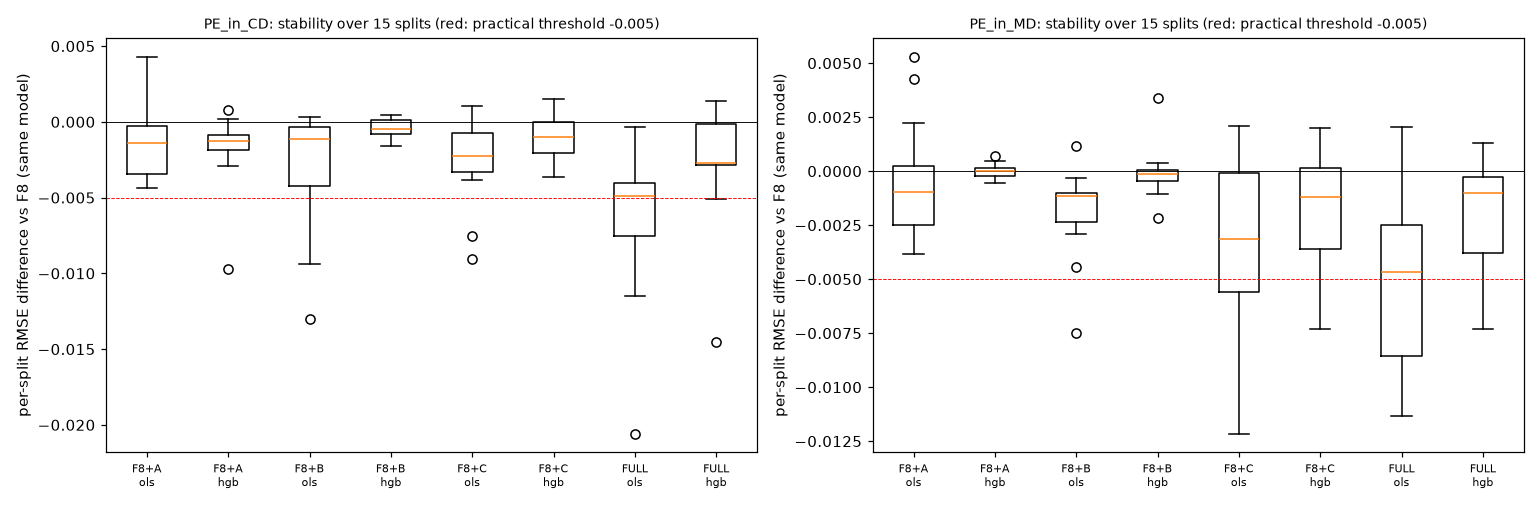 PE_in_CD: stability over 15 splits (red: practical threshold -0.005)
per-split RMSE difference vs F8 (same model)
0.005
0.000
−0.005
−0.010
−0.015
−0.020
F8+A
ols
F8+A
hgb
F8+B
ols
F8+B
hgb
F8+C
ols
F8+C
hgb
FULL
ols
FULL
hgb
PE_in_MD: stability over 15 splits (red: practical threshold -0.005)
per-split RMSE difference vs F8 (same model)
0.0050
0.0025
0.0000
−0.0025
−0.0050
−0.0075
−0.0100
−0.0125
F8+A
ols
F8+A
hgb
F8+B
ols
F8+B
hgb
F8+C
ols
F8+C
hgb
FULL
ols
FULL
hgb